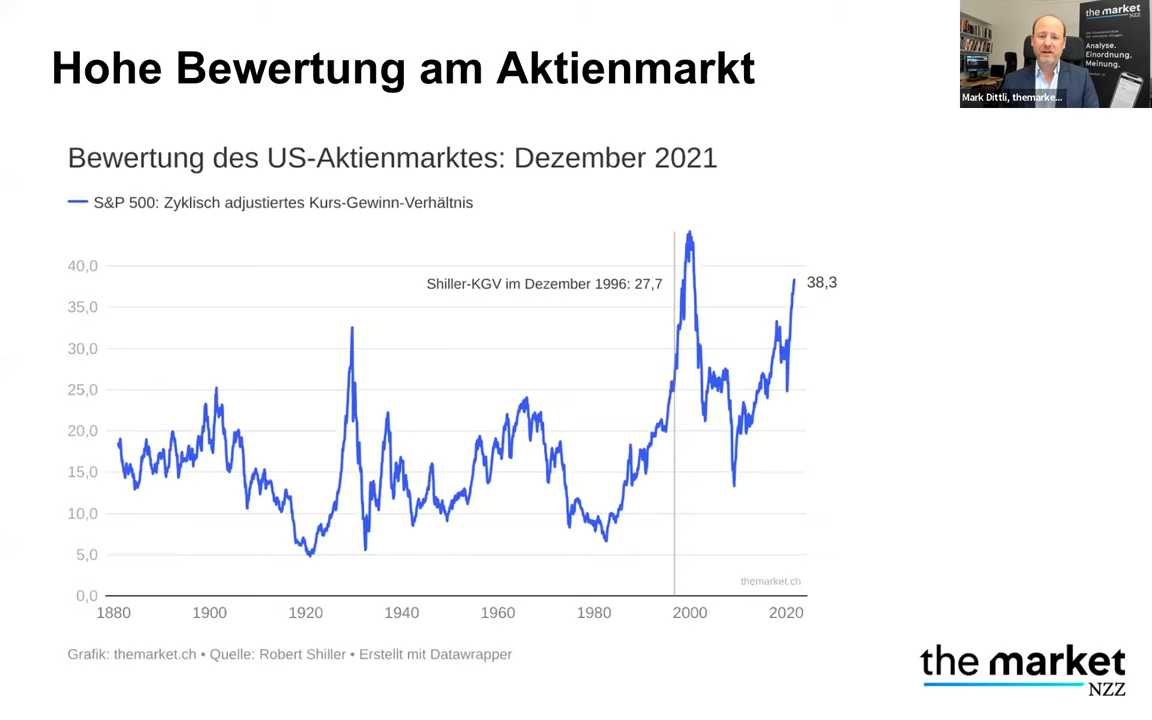 Hohe Bewertung am Aktienmarkt
the market
NZZ
Analyse.
Einordnung.
Meinung.
Mark Dittli, themarke...
Bewertung des US-Aktienmarktes: Dezember 2021
S&P 500: Zyklisch adjustiertes Kurs-Gewinn-Verhältnis
40,0
Shiller-KGV im Dezember 1996: 27,7
38,3
35,0
30,0
25,0
20,0
15,0
10,0
5,0
themarket.ch
0,0
1880 1900 1920 1940 1960 1980 2000 2020
Grafik: themarket.ch • Quelle: Robert Shiller • Erstellt mit Datawrapper
the market
NZZ